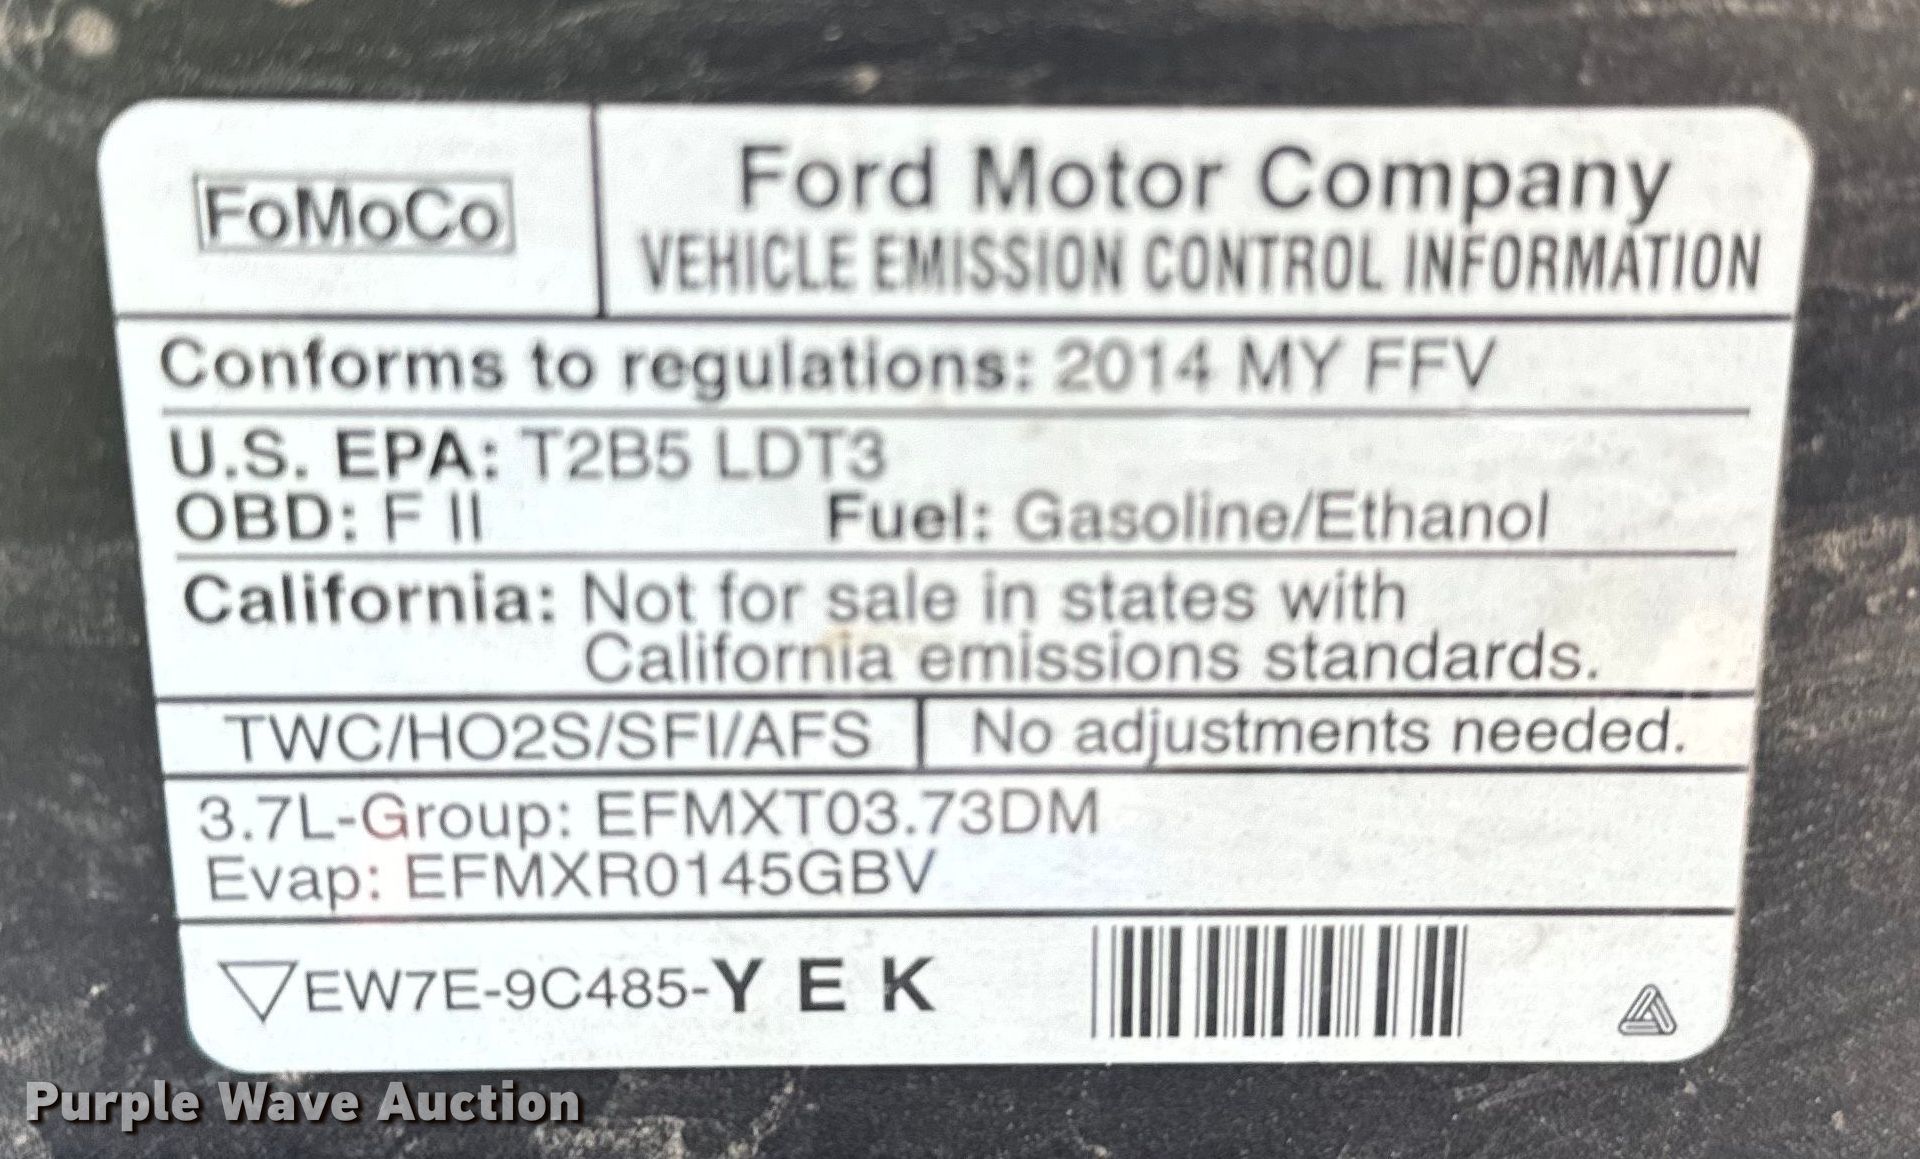 FoMoCo
Ford Motor Company
VEHICLE EMISSION CONTROL INFORMATION
Conforms to regulations: 2014 MY FFV
U.S. EPA: T2B5 LDT3
OBD: F II Fuel: Gasoline/Ethanol
California: Not for sale in states with
California emissions standards.
TWC/HO2S/SFI/AFS No adjustments needed.
3.7L-Group: EFMXT03.73DM
Evap: EFMXR0145GBV
EW7E-9C485-Y E K
Purple Wave Auction